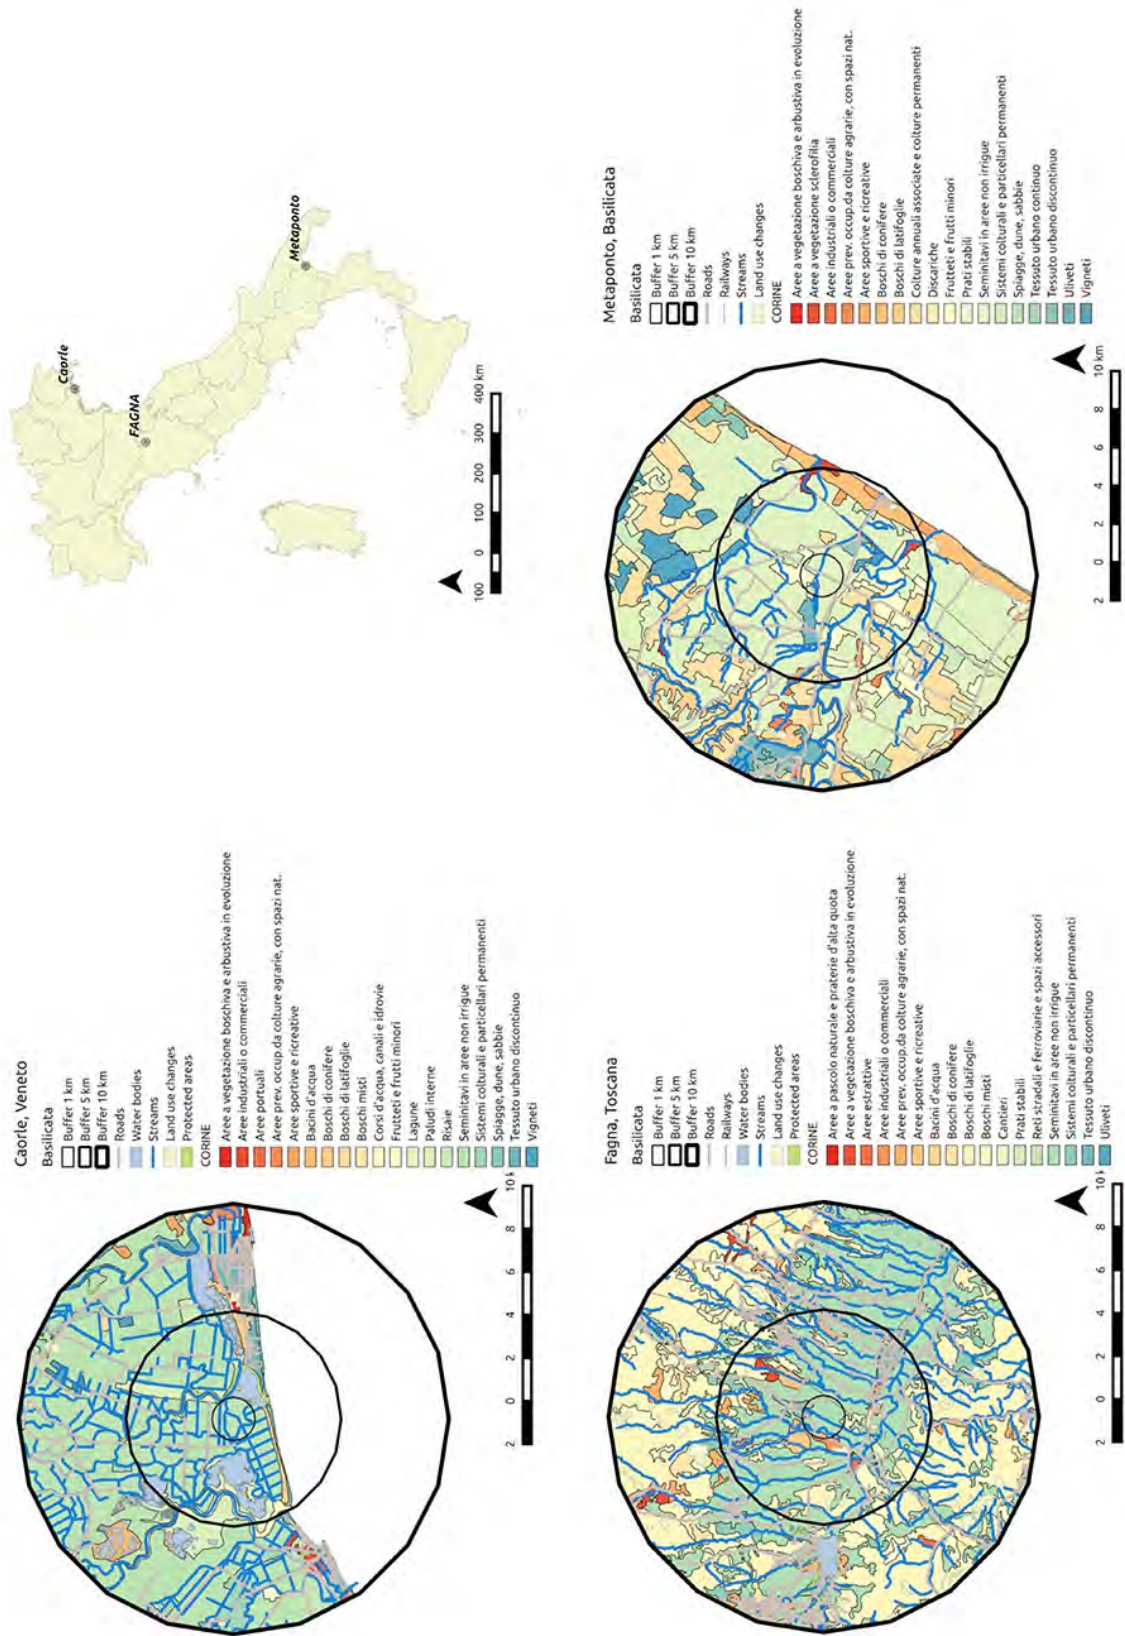 Caorle, Veneto
Basilicata
Buffer 1 km
Buffer 5 km
Buffer 10 km
Roads
Water bodies
Streams
Land use changes
Protected areas
CORINE
Aree a vegetazione boschiva e arbustiva in evoluzione
Aree industriali o commerciali
Aree portuali
Aree prev. occup.da colture agrarie, con spazi nat.
Aree sportive e ricreative
Bacini d'acqua
Boschi di conifere
Boschi di latifoglie
Boschi misti
Corsi d'acqua, canali e idrovie
Frutteti e frutti minori
Lagune
Paludi interne
Risaie
Seminitavi in aree non irrigue
Sistemi colturali e particellari permanenti
Spiagge, dune, sabbie
Tessuto urbano discontinuo
Vigneti
2 0 2 4 6 8 10
Caorle
FAGNA
Metaponto
100 0 100 200 300 400 km
Fagna, Toscana
Basilicata
Buffer 1 km
Buffer 5 km
Buffer 10 km
Roads
Railways
Water bodies
Streams
Land use changes
Protected areas
CORINE
Aree a pascolo naturale e praterie d'alta quota
Aree a vegetazione boschiva e arbustiva in evoluzione
Aree estrattive
Aree industriali o commerciali
Aree prev. occup.da colture agrarie, con spazi nat.
Aree sportive e ricreative
Bacini d'acqua
Boschi di conifere
Boschi di latifoglie
Boschi misti
Cantieri
Prati stabili
Reti stradali e ferroviarie e spazi accessori
Seminitavi in aree non irrigue
Sistemi colturali e particellari permanenti
Tessuto urbano discontinuo
Uliveti
2 0 2 4 6 8 10
Metaponto, Basilicata
Basilicata
Buffer 1 km
Buffer 5 km
Buffer 10 km
Roads
Railways
Streams
Land use changes
CORINE
Aree a vegetazione boschiva e arbustiva in evoluzione
Aree a vegetazione sclerofilia
Aree industriali o commerciali
Aree prev. occup.da colture agrarie, con spazi nat.
Aree sportive e ricreative
Boschi di conifere
Boschi di latifoglie
Colture annuali associate e colture permanenti
Discariche
Frutteti e frutti minori
Prati stabili
Seminitavi in aree non irrigue
Sistemi colturali e particellari permanenti
Spiagge, dune, sabbie
Tessuto urbano continuo
Tessuto urbano discontinuo
Uliveti
Vigneti
2 0 2 4 6 8 10 km